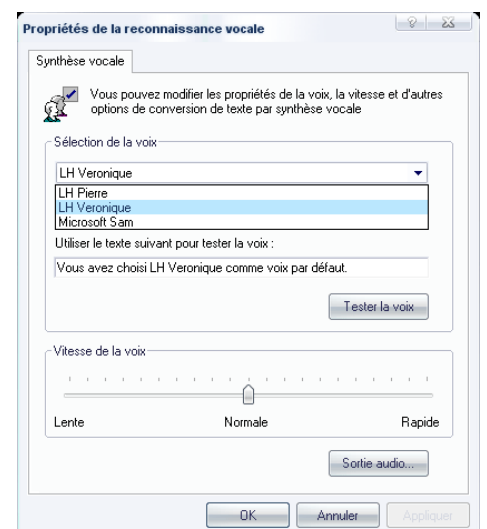 Propriétés de la reconnaissance vocale
Synthèse vocale
Vous pouvez modifier les propriétés de la voix, la vitesse et d'autres
options de conversion de texte par synthèse vocale
Sélection de la voix
LH Veronique
LH Pierre
LH Veronique
Microsoft Sam
Utiliser le texte suivant pour tester la voix :
Vous avez choisi LH Veronique comme voix par défaut.
Tester la voix
Vitesse de la voix
Lente Normale Rapide
Sortie audio...
OK Annuler Appliquer